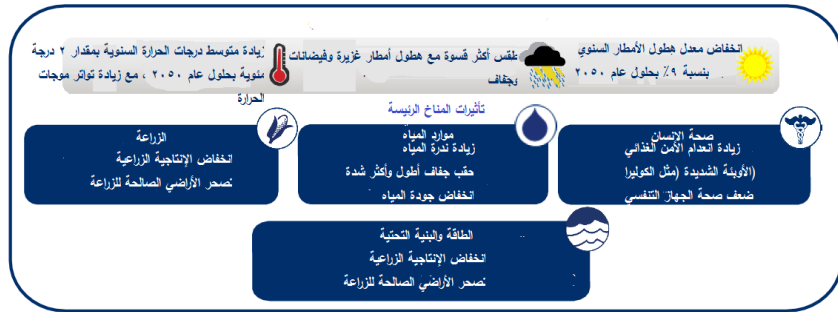 انخفاض معدل هطول الأمطار السنوي
بنسبة ٩٪ بحلول عام ٢٠٥٠
طقس أكثر قسوة مع هطول أمطار غزيرة وفيضانات
وجفاف
زيادة متوسط درجات الحرارة السنوية بمقدار ٢ درجة
مئوية بحلول عام ٢٠٥٠ ، مع زيادة تواتر موجات
الحرارة
تأثيرات المناخ الرئيسة
صحة الإنسان
زيادة انعدام الأمن الغذائي
(الأوبئة الشديدة (مثل الكوليرا
ضعف صحة الجهاز التنفسي
موارد المياه
زيادة ندرة المياه
حقب جفاف أطول وأكثر شدة
انخفاض جودة المياه
الزراعة
انخفاض الإنتاجية الزراعية
تصحر الأراضي الصالحة للزراعة
الطاقة والبنية التحتية
انخفاض الإنتاجية الزراعية
تصحر الأراضي الصالحة للزراعة